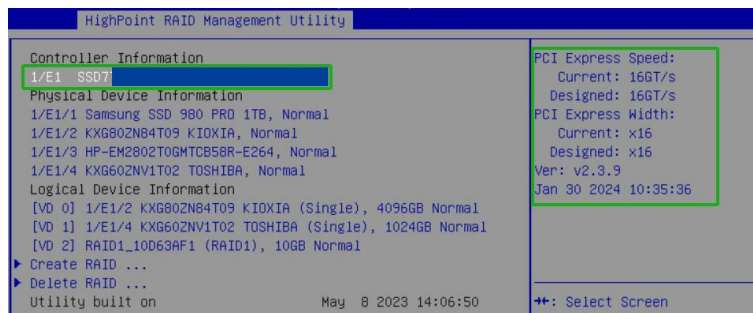 HighPoint RAID Management Utility
Controller Information
1/E1 SSD7
Physical Device Information
1/E1/1 Samsung SSD 980 PRO 1TB, Normal
1/E1/2 KXG80ZN84T09 KIOXIA, Normal
1/E1/3 HP-EM2802T0GMTCB58R-E264, Normal
1/E1/4 KXG60ZNV1T02 TOSHIBA, Normal
Logical Device Information
[VD 0] 1/E1/2 KXG80ZN84T09 KIOXIA (Single), 4096GB Normal
[VD 1] 1/E1/4 KXG60ZNV1T02 TOSHIBA (Single), 1024GB Normal
[VD 2] RAID1_10D63AF1 (RAID1), 10GB Normal
Create RAID ...
Delete RAID ...
Utility built on May 8 2023 14:06:50
PCI Express Speed:
Current: 16GT/s
Designed: 16GT/s
PCI Express Width:
Current: x16
Designed: x16
Ver: v2.3.9
Jan 30 2024 10:35:36
→←: Select Screen